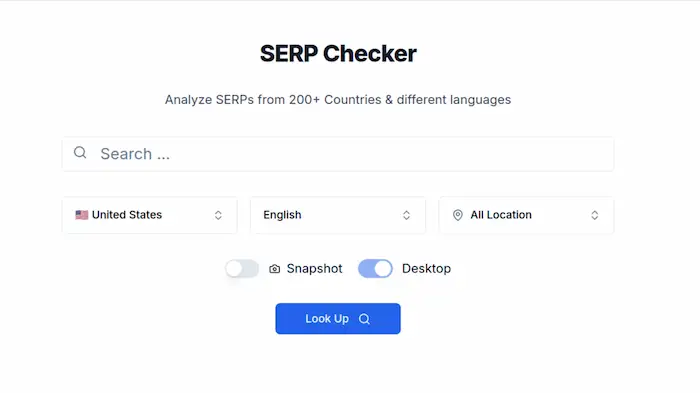 SERP Checker
Analyze SERPs from 200+ Countries & different languages
Search ...
United States
English
All Location
Snapshot
Desktop
Look Up